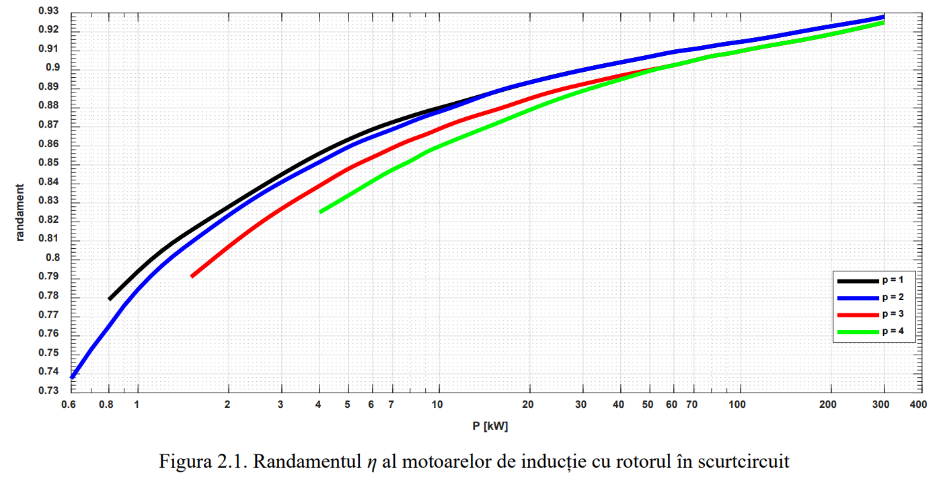 0.93
0.92
0.91
0.9
0.89
0.88
0.87
0.86
0.85
0.84
0.83
0.82
0.81
0.8
0.79
0.78
0.77
0.76
0.75
0.74
0.73
randament
p = 1
p = 2
p = 3
p = 4
0.6 0.8 1 2 3 4 5 6 7 10 20 30 40 50 60 70 100 200 300 400
P [kW]
Figura 2.1. Randamentul η al motoarelor de inducție cu rotorul în scurtcircuit